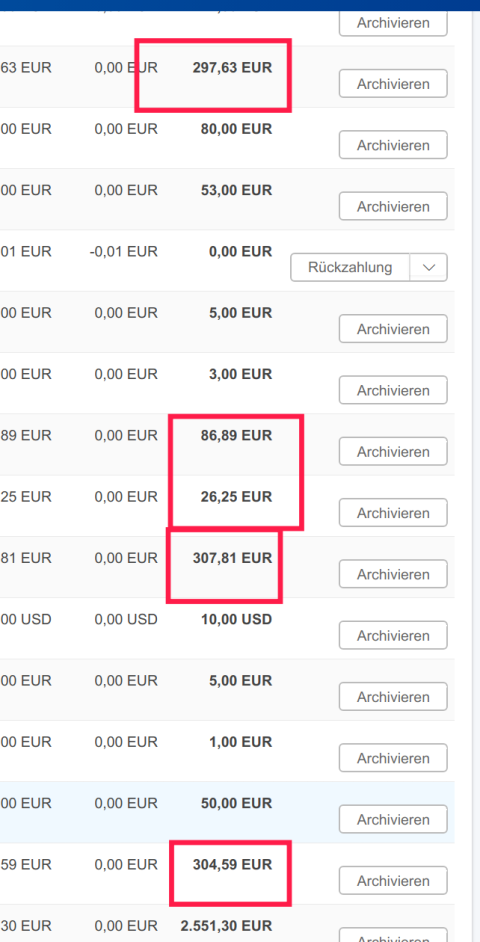 Archivieren
63 EUR 0,00 EUR 297,63 EUR
Archivieren
00 EUR 0,00 EUR 80,00 EUR
Archivieren
00 EUR 0,00 EUR 53,00 EUR
Archivieren
01 EUR -0,01 EUR 0,00 EUR
Rückzahlung
00 EUR 0,00 EUR 5,00 EUR
Archivieren
00 EUR 0,00 EUR 3,00 EUR
Archivieren
89 EUR 0,00 EUR 86,89 EUR
Archivieren
25 EUR 0,00 EUR 26,25 EUR
Archivieren
81 EUR 0,00 EUR 307,81 EUR
Archivieren
00 USD 0,00 USD 10,00 USD
Archivieren
00 EUR 0,00 EUR 5,00 EUR
Archivieren
00 EUR 0,00 EUR 1,00 EUR
Archivieren
00 EUR 0,00 EUR 50,00 EUR
Archivieren
59 EUR 0,00 EUR 304,59 EUR
Archivieren
30 EUR 0,00 EUR 2.551,30 EUR
Archivieren